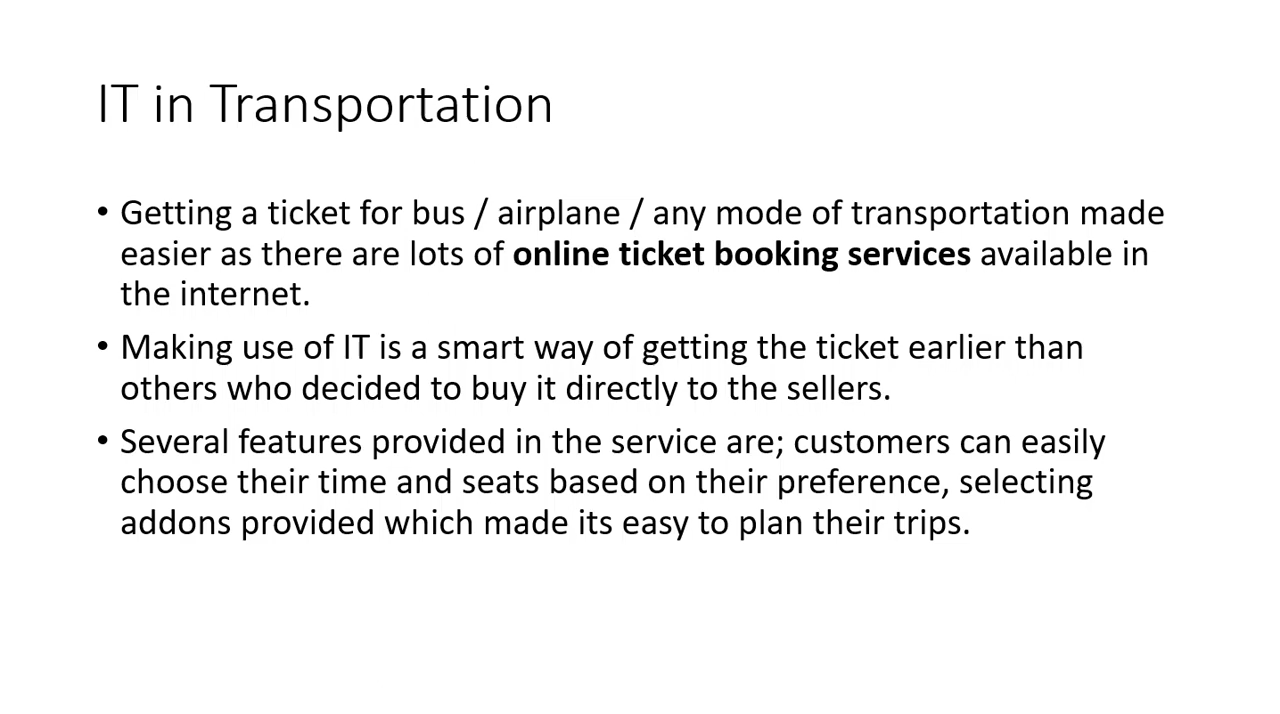 IT in Transportation
• Getting a ticket for bus / airplane / any mode of transportation made
easier as there are lots of online ticket booking services available in
the internet.
• Making use of IT is a smart way of getting the ticket earlier than
others who decided to buy it directly to the sellers.
• Several features provided in the service are; customers can easily
choose their time and seats based on their preference, selecting
addons provided which made its easy to plan their trips.